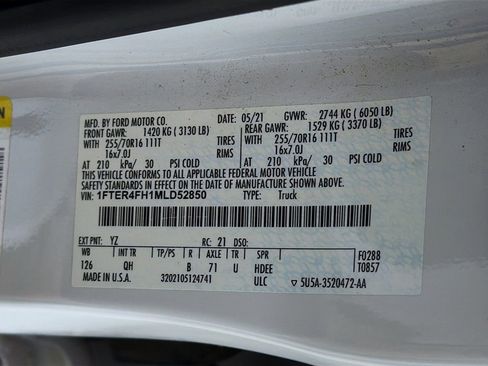 MFD. BY FORD MOTOR CO. 05/21 GVWR: 2744 KG ( 6050 LB)
FRONT GAWR: 1420 KG ( 3130 LB) REAR GAWR: 1529 KG ( 3370 LB)
WITH 255/70R16 111T TIRES WITH 255/70R16 111T TIRES
16x7.0J RIMS 16x7.0J RIMS
AT 210 kPa/ 30 PSI COLD AT 210 kPa/ 30 PSI COLD
THIS VEHICLE CONFORMS TO ALL APPLICABLE FEDERAL MOTOR VEHICLE
SAFETY STANDARDS IN EFFECT ON THE DATE OF MANUFACTURE SHOWN ABOVE.
VIN: 1FTER4FH1MLD52850 TYPE: Truck
EXT PNT: YZ RC: 21 DSO:
WB INT TR TP/PS R AXLE TR SPR F0288
126 QH B 71 U HDEE T0857
MADE IN U.S.A. 3202105124741 ULC 5U5A-3520472-AA